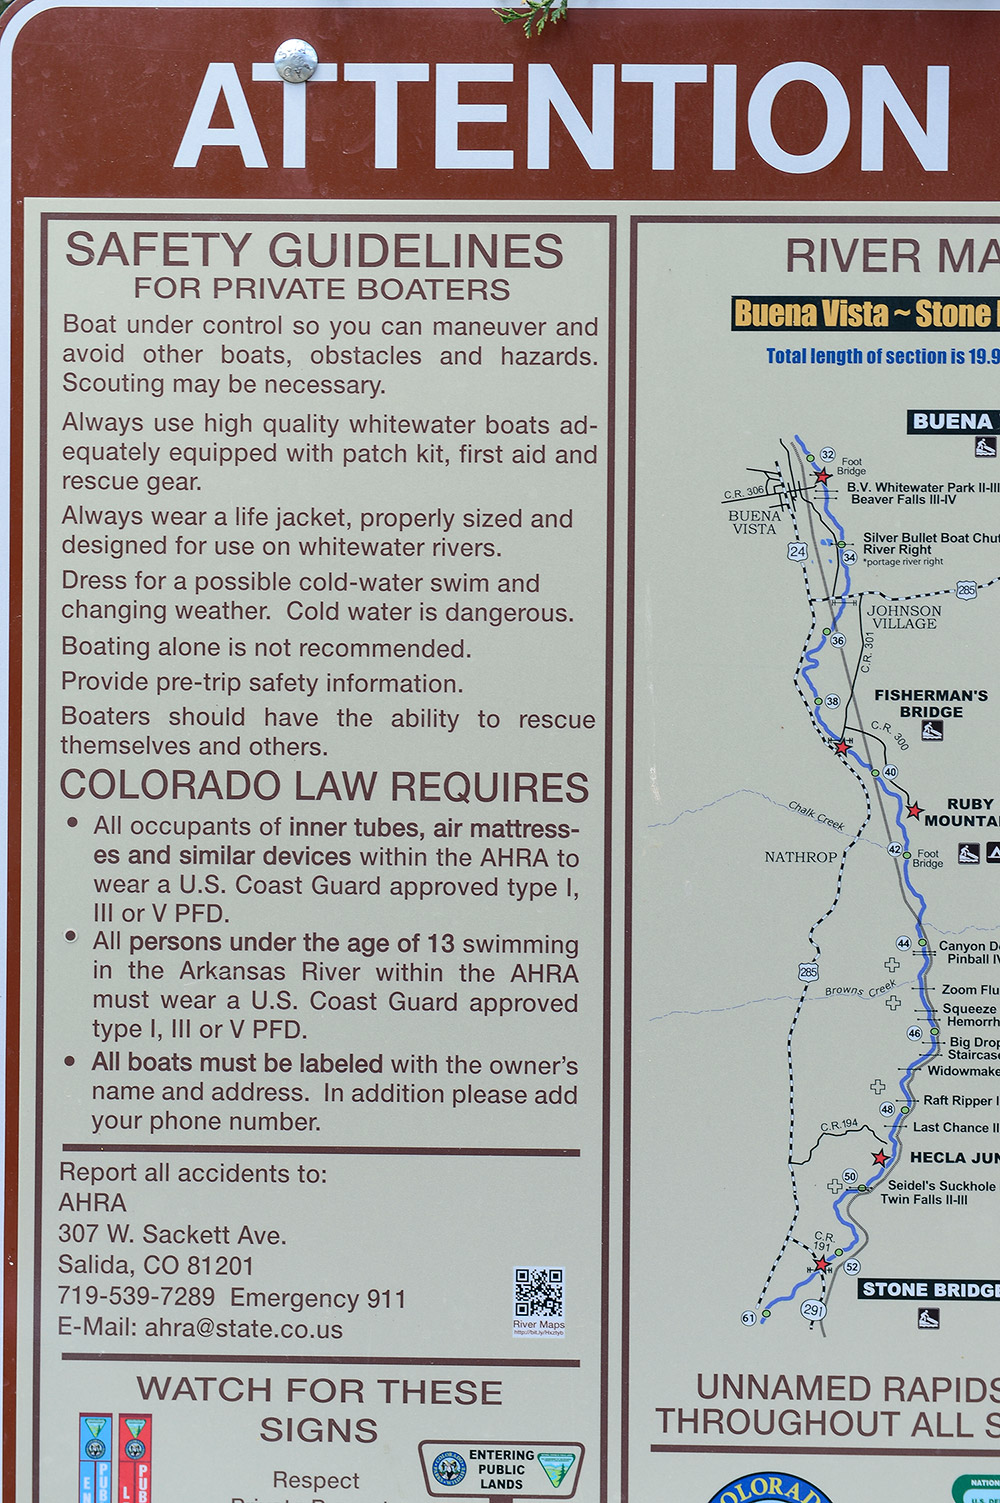 ATTENTION
SAFETY GUIDELINES
FOR PRIVATE BOATERS
Boat under control so you can maneuver and
avoid other boats, obstacles and hazards.
Scouting may be necessary.
Always use high quality whitewater boats ad-
equately equipped with patch kit, first aid and
rescue gear.
Always wear a life jacket, properly sized and
designed for use on whitewater rivers.
Dress for a possible cold-water swim and
changing weather. Cold water is dangerous.
Boating alone is not recommended.
Provide pre-trip safety information.
Boaters should have the ability to rescue
themselves and others.
COLORADO LAW REQUIRES
• All occupants of inner tubes, air mattress-
es and similar devices within the AHRA to
wear a U.S. Coast Guard approved type I,
III or V PFD.
• All persons under the age of 13 swimming
in the Arkansas River within the AHRA
must wear a U.S. Coast Guard approved
type I, III or V PFD.
• All boats must be labeled with the owner's
name and address. In addition please add
your phone number.
Report all accidents to:
AHRA
307 W. Sackett Ave.
Salida, CO 81201
719-539-7289 Emergency 911
E-Mail: ahra@state.co.us
River Maps
WATCH FOR THESE
SIGNS
Respect
ENTERING
PUBLIC
LANDS
RIVER MA
Buena Vista ~ Stone
Total length of section is 19.9
BUENA
32
Foot
Bridge
C.R. 306
B.V. Whitewater Park II-III
Beaver Falls III-IV
BUENA
VISTA
24
Silver Bullet Boat Chut
River Right
*portage river right
34
285
JOHNSON
VILLAGE
36
C.R. 301
38
FISHERMAN'S
BRIDGE
C.R. 300
40
RUBY
MOUNTAI
Chalk Creek
42
Foot
Bridge
NATHROP
44
Canyon D
Pinball IV
285
Browns Creek
Zoom Flu
Squeeze
Hemorrh
46
Big Drop
Staircase
Widowmake
Raft Ripper I
48
C.R.194
Last Chance II
HECLA JUN
50
Seidel's Suckhole
Twin Falls II-III
C.R.
191
52
STONE BRIDGE
291
61
UNNAMED RAPIDS
THROUGHOUT ALL S
OLORAD
NATION